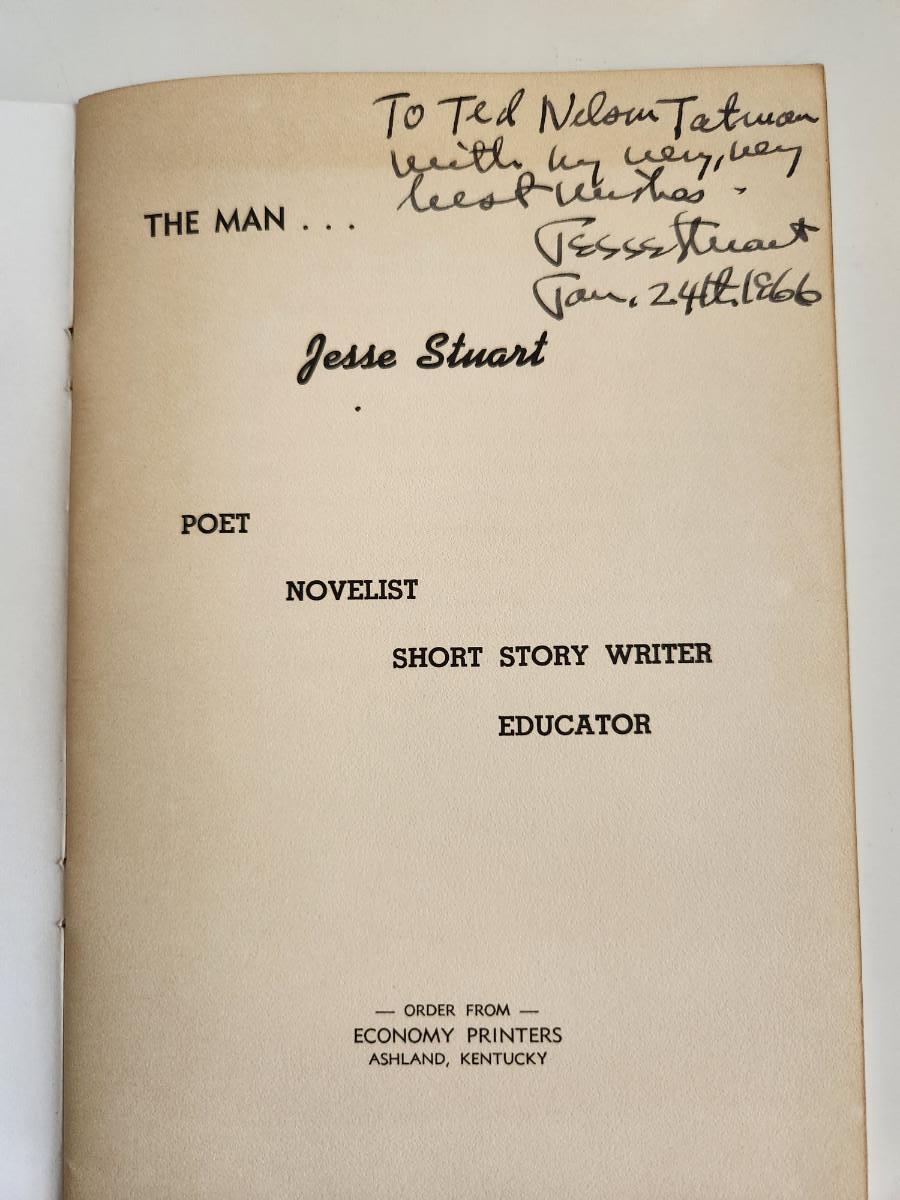 To Ted Nelson Tatman
with my very, very
best wishes -
Jesse Stuart
Jan. 24th, 1966
THE MAN . . .
Jesse Stuart
POET
NOVELIST
SHORT STORY WRITER
EDUCATOR
— ORDER FROM —
ECONOMY PRINTERS
ASHLAND, KENTUCKY